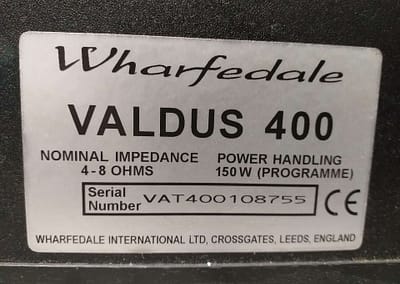 Wharfedale
VALDUS 400
NOMINAL IMPEDANCE POWER HANDLING
4-8 OHMS 150 W (PROGRAMME)
Serial
Number VAT400108755 CE
WHARFEDALE INTERNATIONAL LTD, CROSSGATES, LEEDS, ENGLAND